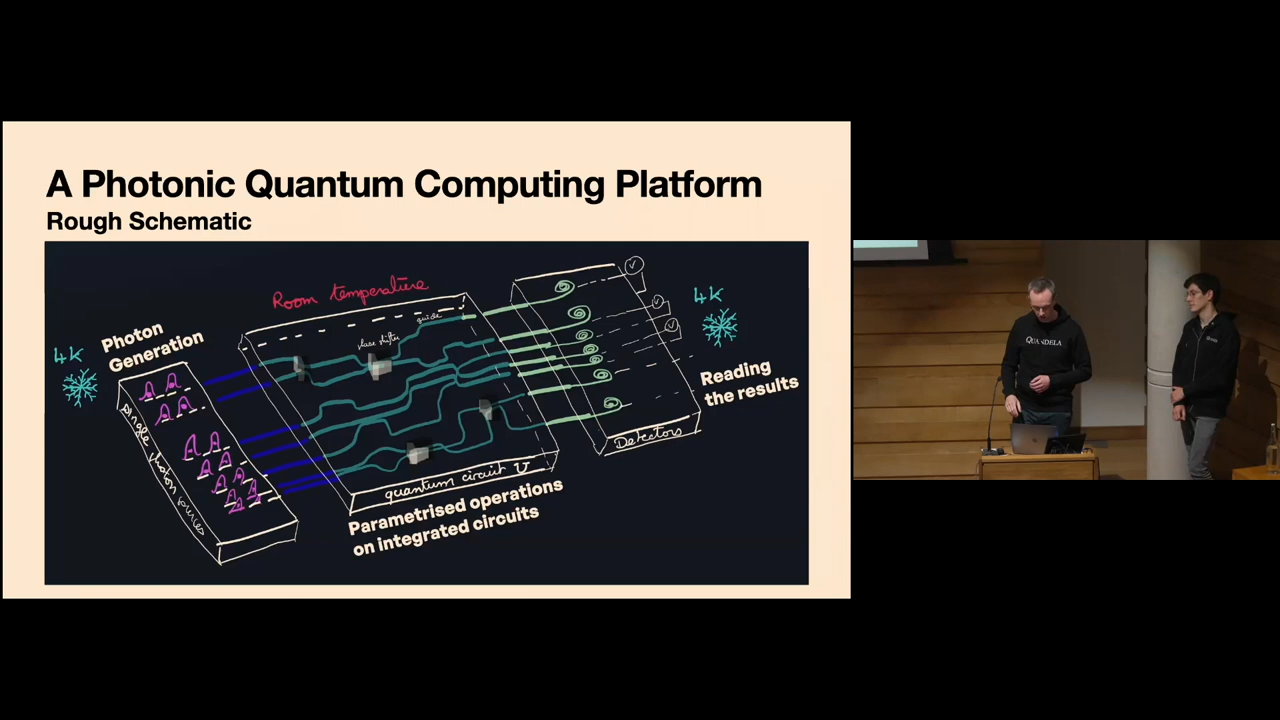 A Photonic Quantum Computing Platform
Rough Schematic
Room temperature
4K
Photon
Generation
guide
phase shifter
4K
Reading
the results
single photon sources
Detectors
quantum circuit U
Parametrised operations
on integrated circuits
QUANDELA